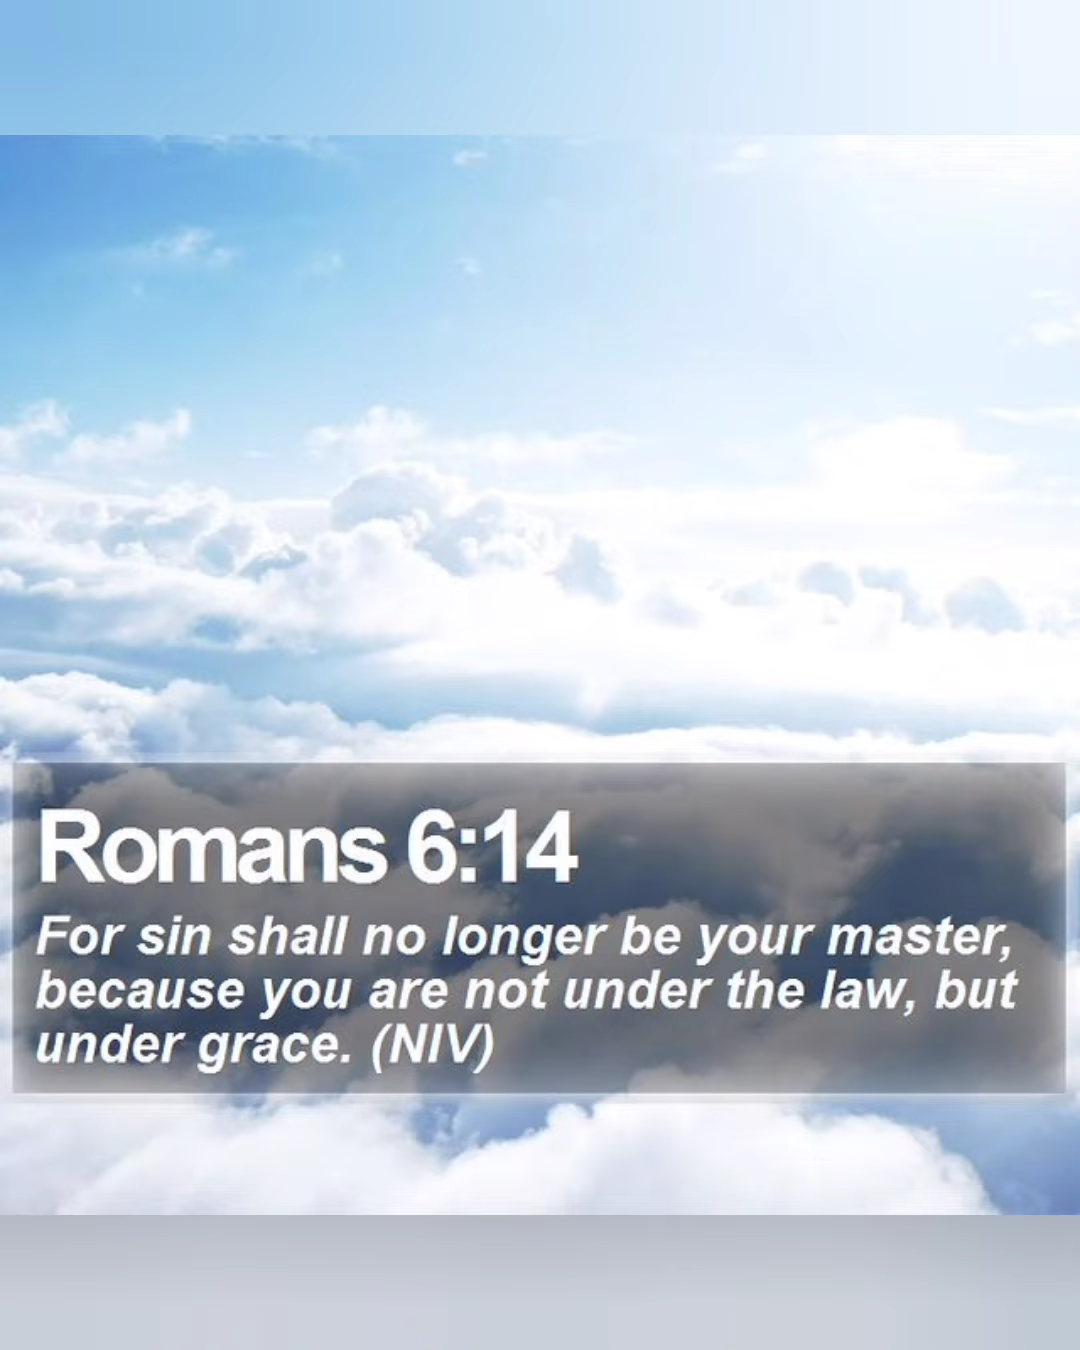 Romans 6:14
For sin shall no longer be your master,
because you are not under the law, but
under grace. (NIV)